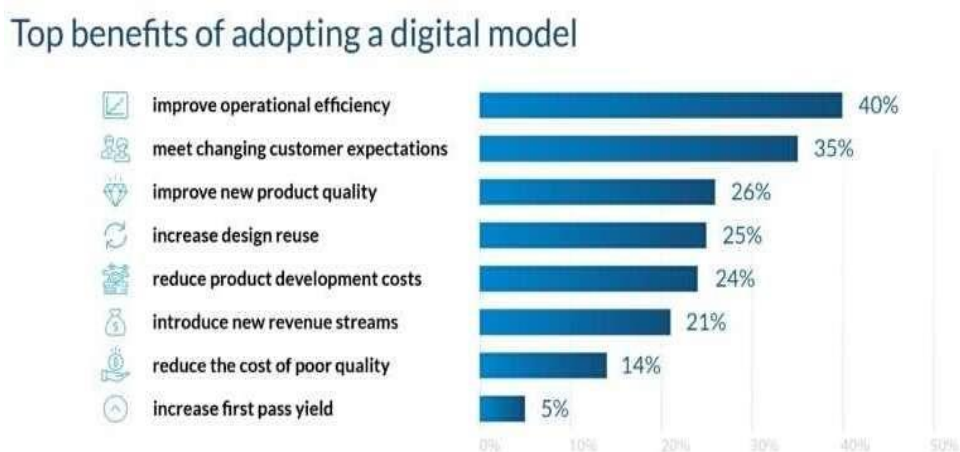 Top benefits of adopting a digital model
improve operational efficiency 40%
meet changing customer expectations 35%
improve new product quality 26%
increase design reuse 25%
reduce product development costs 24%
introduce new revenue streams 21%
reduce the cost of poor quality 14%
increase first pass yield 5%
0% 10% 20% 30% 40% 50%